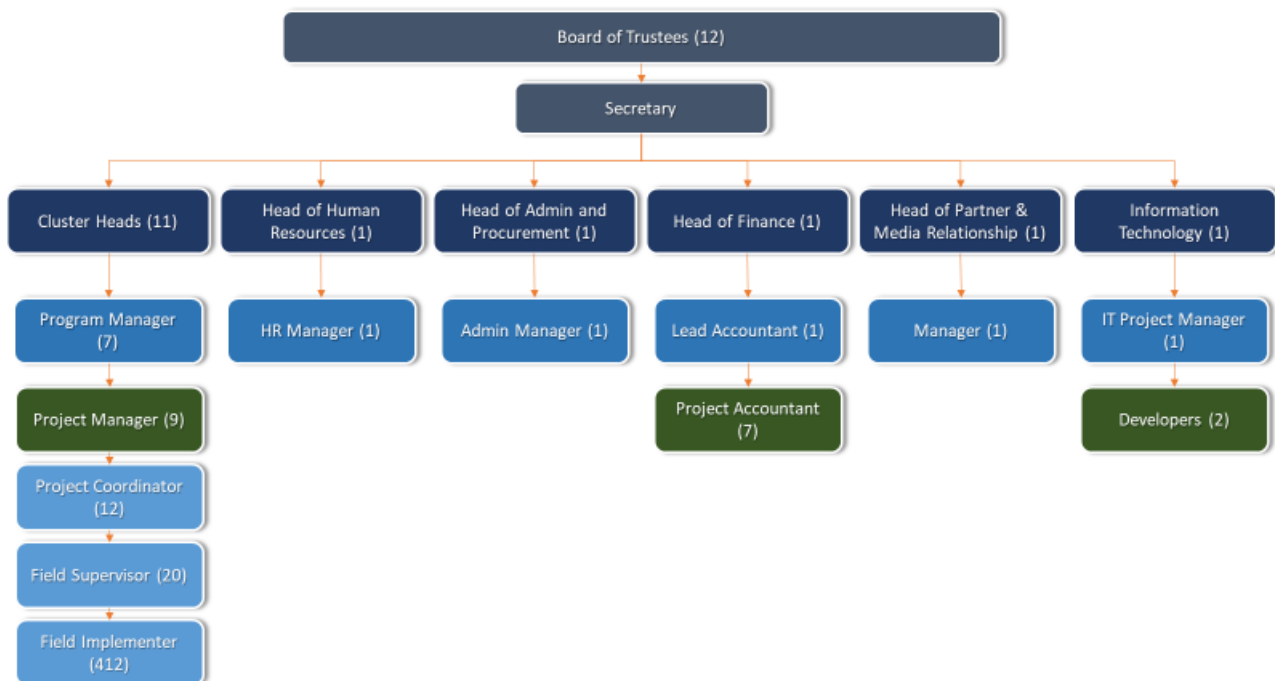 Board of Trustees (12)
Secretary
Cluster Heads (11)
Head of Human
Resources (1)
Head of Admin and
Procurement (1)
Head of Finance (1)
Head of Partner &
Media Relationship (1)
Information
Technology (1)
Program Manager
(7)
HR Manager (1)
Admin Manager (1)
Lead Accountant (1)
Manager (1)
IT Project Manager
(1)
Project Manager (9)
Project Accountant
(7)
Developers (2)
Project Coordinator
(12)
Field Supervisor (20)
Field Implementer
(412)